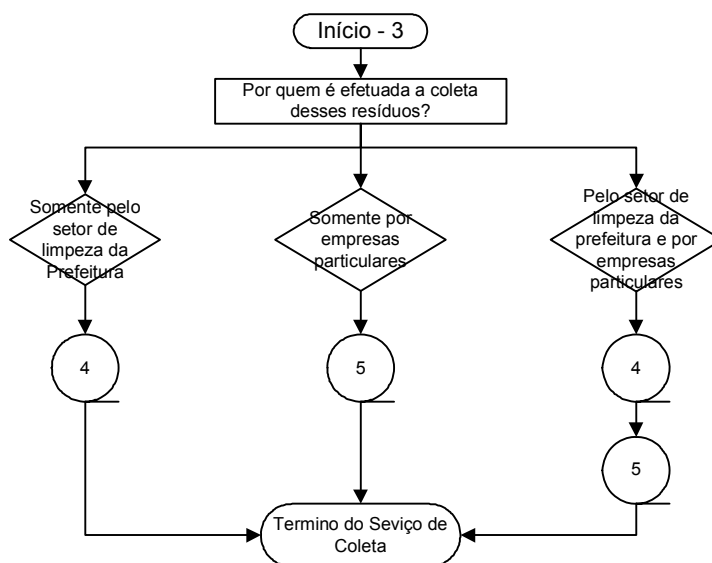 Início - 3
Por quem é efetuada a coleta
desses resíduos?
Somente pelo
setor de
limpeza da
Prefeitura
Somente por
empresas
particulares
Pelo setor de
limpeza da
prefeitura e por
empresas
particulares
4
5
4
5
Termino do Seviço de
Coleta